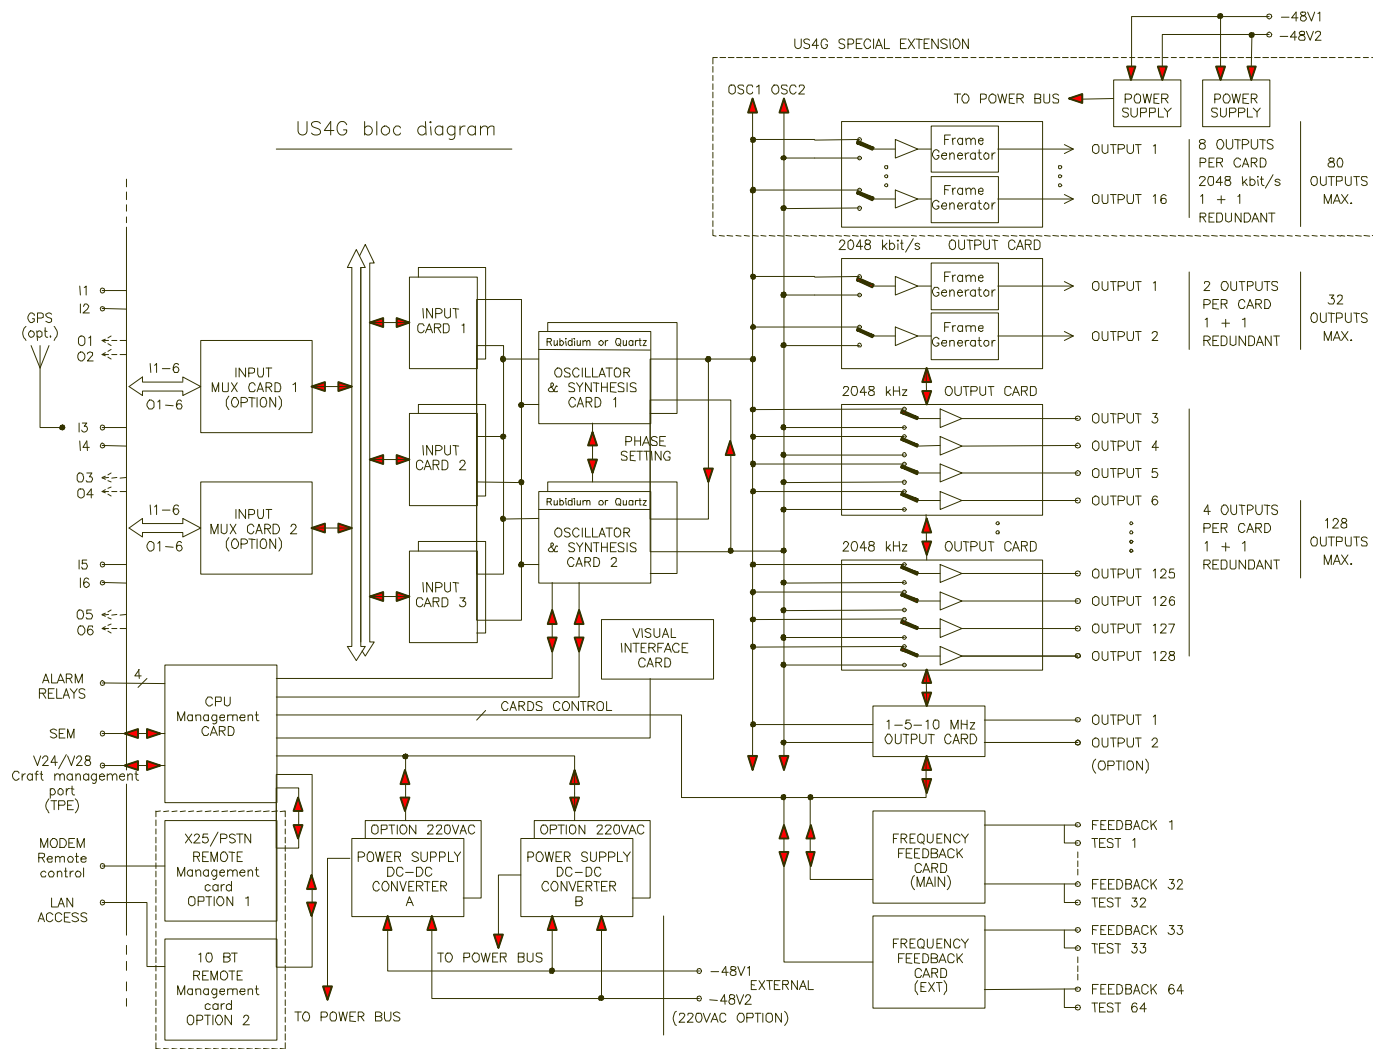 US4G bloc diagram
US4G SPECIAL EXTENSION
-48V1
-48V2
OSC1 OSC2
TO POWER BUS
POWER
SUPPLY
POWER
SUPPLY
Frame
Generator
OUTPUT 1
Frame
Generator
OUTPUT 16
8 OUTPUTS
PER CARD
2048 kbit/s
1 + 1
REDUNDANT
80
OUTPUTS
MAX.
2048 kbit/s OUTPUT CARD
Frame
Generator
OUTPUT 1
Frame
Generator
OUTPUT 2
2 OUTPUTS
PER CARD
1 + 1
REDUNDANT
32
OUTPUTS
MAX.
2048 kHz OUTPUT CARD
OUTPUT 3
OUTPUT 4
OUTPUT 5
OUTPUT 6
2048 kHz OUTPUT CARD
OUTPUT 125
OUTPUT 126
OUTPUT 127
OUTPUT 128
4 OUTPUTS
PER CARD
1 + 1
REDUNDANT
128
OUTPUTS
MAX.
1-5-10 MHz
OUTPUT CARD
OUTPUT 1
OUTPUT 2
(OPTION)
FREQUENCY
FEEDBACK
CARD
(MAIN)
FEEDBACK 1
TEST 1
FEEDBACK 32
TEST 32
FREQUENCY
FEEDBACK
CARD
(EXT)
FEEDBACK 33
TEST 33
FEEDBACK 64
TEST 64
GPS
(opt.)
I1
I2
O1
O2
I3
I4
O3
O4
I5
I6
O5
O6
I1-6
O1-6
INPUT
MUX CARD 1
(OPTION)
I1-6
O1-6
INPUT
MUX CARD 2
(OPTION)
INPUT
CARD 1
INPUT
CARD 2
INPUT
CARD 3
Rubidium or Quartz
OSCILLATOR
& SYNTHESIS
CARD 1
PHASE
SETTING
Rubidium or Quartz
OSCILLATOR
& SYNTHESIS
CARD 2
VISUAL
INTERFACE
CARD
CARDS CONTROL
ALARM
RELAYS
4
SEM
V24/V28
Craft management
port
(TPE)
MODEM
Remote
control
LAN
ACCESS
CPU
Management
CARD
X25/PSTN
REMOTE
Management
card
OPTION 1
10 BT
REMOTE
Management
card
OPTION 2
OPTION 220VAC
POWER SUPPLY
DC-DC
CONVERTER
A
OPTION 220VAC
POWER SUPPLY
DC-DC
CONVERTER
B
TO POWER BUS
TO POWER BUS
-48V1
EXTERNAL
-48V2
(220VAC OPTION)